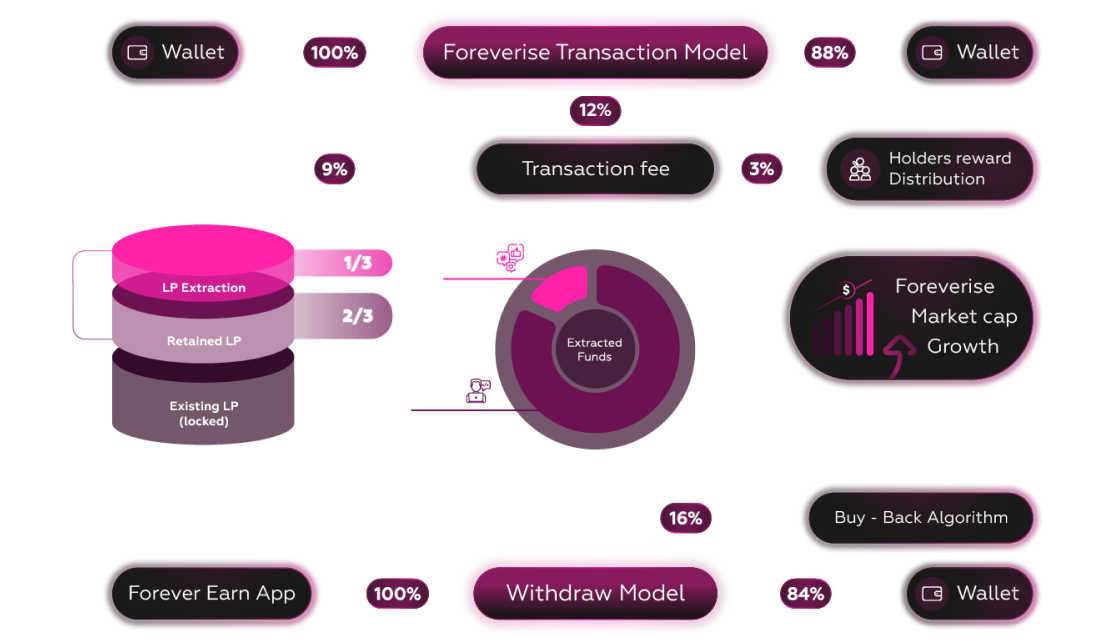 Wallet
100%
Foreverise Transaction Model
88%
Wallet
12%
9%
Transaction fee
3%
Holders reward
Distribution
LP Extraction
1/3
Retained LP
2/3
Existing LP
(locked)
#
</>
Extracted
Funds
$
Foreverise
Market cap
Growth
16%
Buy - Back Algorithm
Forever Earn App
100%
Withdraw Model
84%
Wallet